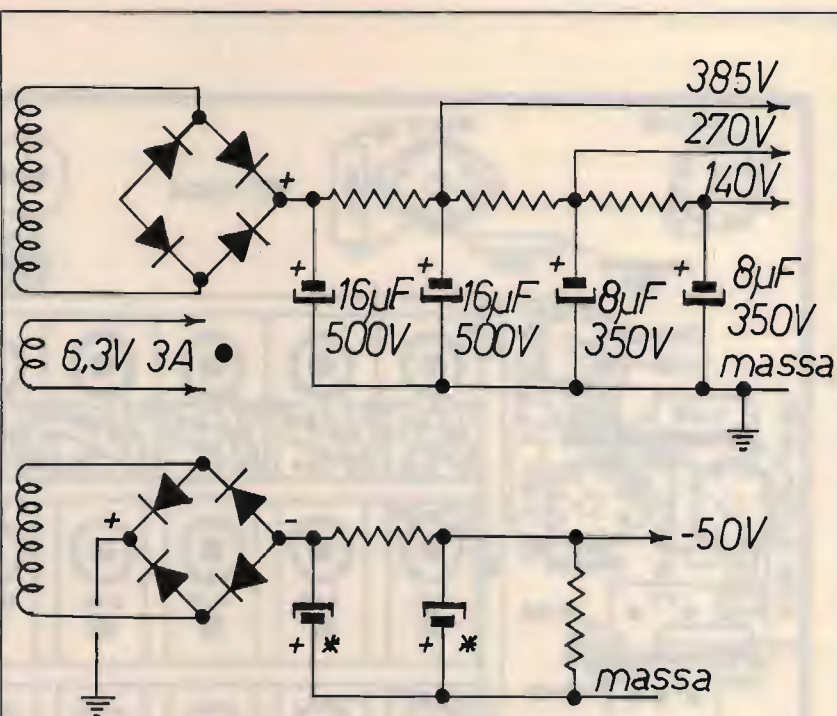 385V
270V
140V
+
+
+
+
+
16µF
500V
16µF
500V
8µF
350V
8µF
350V
massa
6,3V 3A
+
-
-50V
+ *
+ *
massa